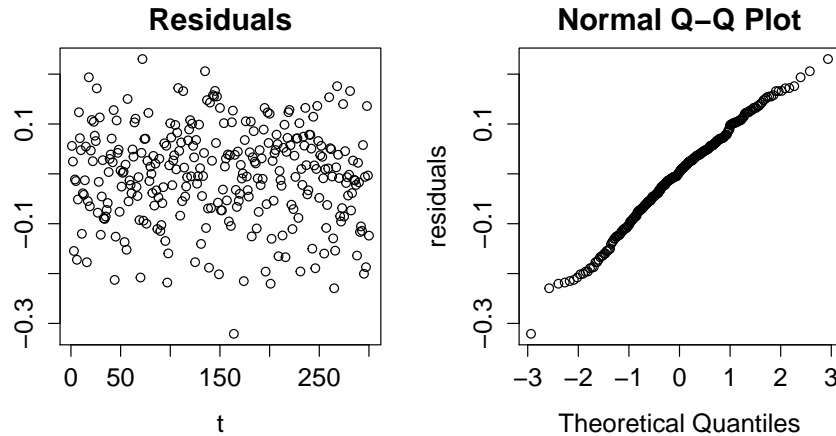 Residuals
0.1
−0.1
−0.3
0 50 150 250
t
Normal Q−Q Plot
residuals
0.1
−0.1
−0.3
−3 −2 −1 0 1 2 3
Theoretical Quantiles